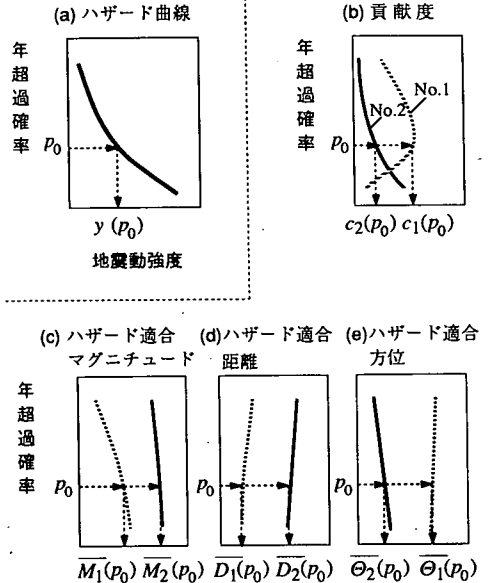 (a) ハザード曲線
年超過確率
p0
y (p0)
地震動強度
(b) 貢献度
年超過確率
No.1
No.2
p0
c2(p0) c1(p0)
(c) ハザード適合
マグニチュード
年超過確率
p0
M1(p0) M2(p0)
(d) ハザード適合
距離
D1(p0) D2(p0)
(e) ハザード適合
方位
p0
Θ2(p0) Θ1(p0)